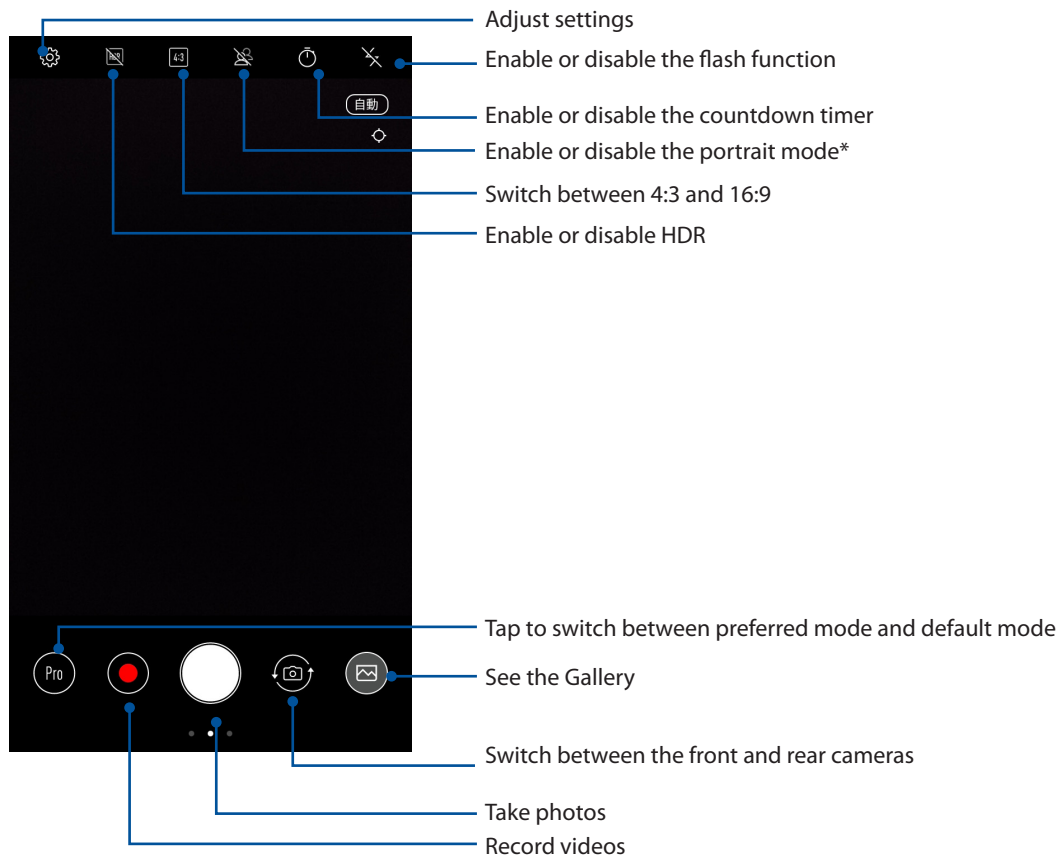 Adjust settings
Enable or disable the flash function
4:3
自動
Enable or disable the countdown timer
Enable or disable the portrait mode*
Switch between 4:3 and 16:9
Enable or disable HDR
Tap to switch between preferred mode and default mode
Pro
See the Gallery
Switch between the front and rear cameras
Take photos
Record videos